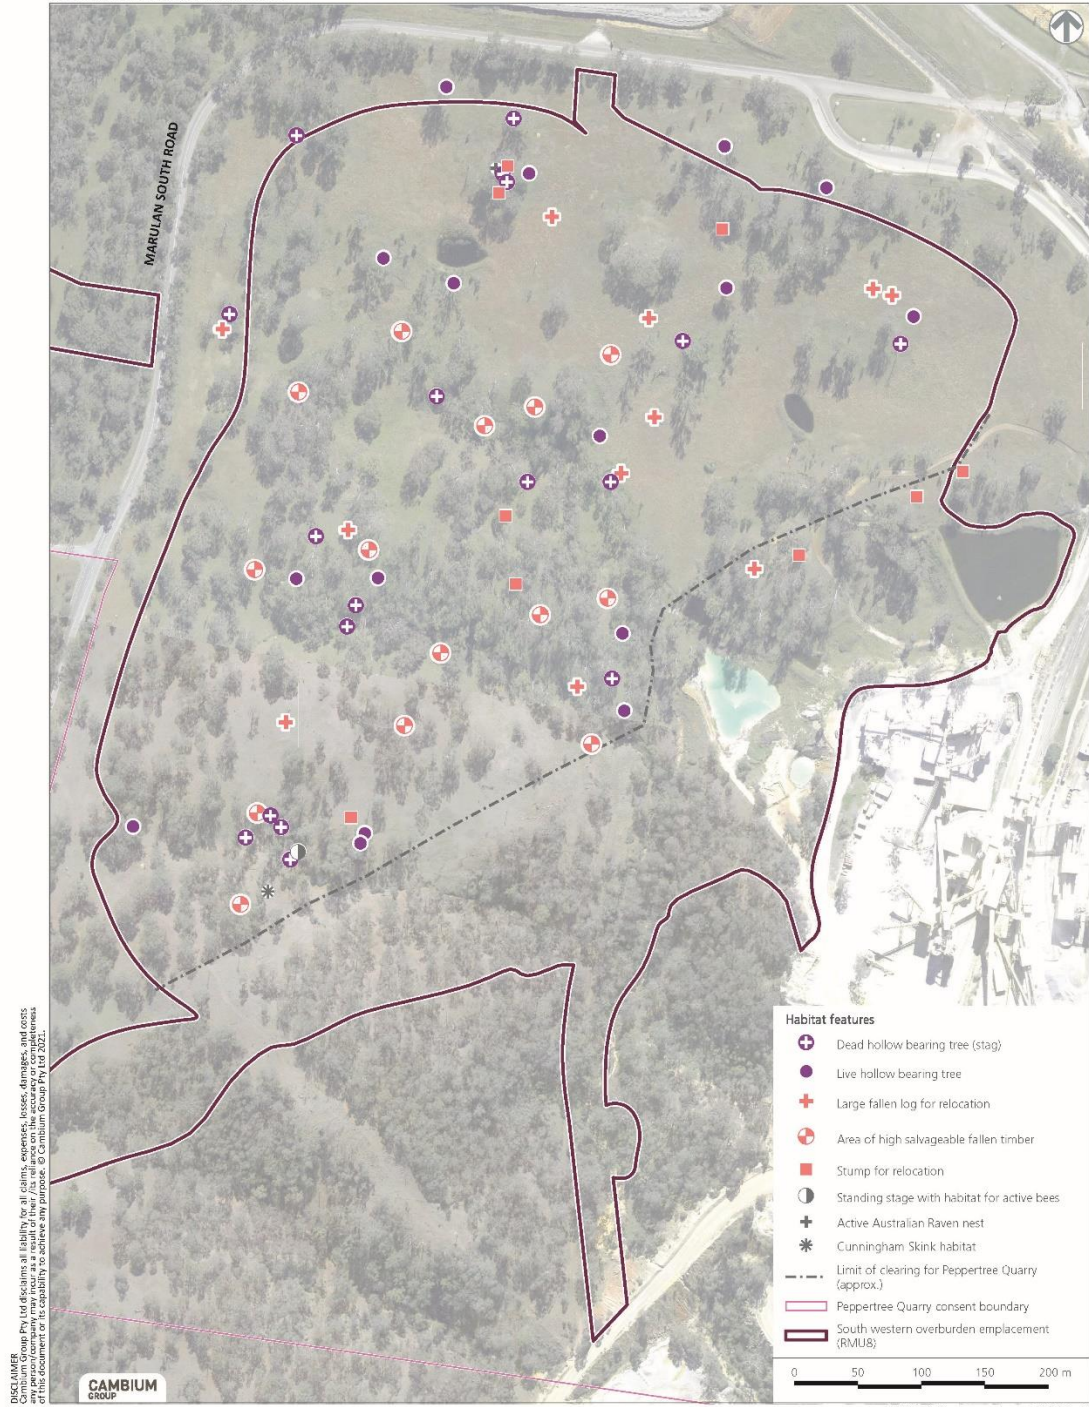 MARULAN SOUTH ROAD
Habitat features
Dead hollow bearing tree (stag)
Live hollow bearing tree
Large fallen log for relocation
Area of high salvageable fallen timber
Stump for relocation
Standing stage with habitat for active bees
Active Australian Raven nest
Cunningham Skink habitat
Limit of clearing for Peppertree Quarry
(approx.)
Peppertree Quarry consent boundary
South western overburden emplacement
(RMU8)
0 50 100 150 200 m
DISCLAIMER
Cambium Group Pty Ltd disclaims all liability for all claims, expenses, losses, damages, and costs
any person/company may incur as a result of their /its reliance on the accuracy or completeness
of this document or its capability to achieve any purpose. © Cambium Group Pty Ltd 2021.
CAMBIUM
GROUP